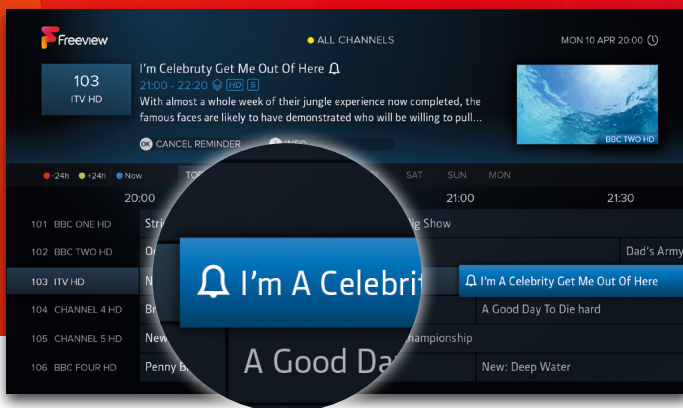 Freeview
ALL CHANNELS
MON 10 APR 20:00
103
ITV HD
I'm Celebruty Get Me Out Of Here
21:00 - 22:20 HD S
With almost a whole week of their jungle experience now completed, the
famous faces are likely to have demonstrated who will be willing to pull...
OK CANCEL REMINDER
BBC TWO HD
-24h +24h Now SAT SUN MON
20:00 21:00 21:30
101 BBC ONE HD Show
102 BBC TWO HD Dad's Army
103 ITV HD I'm A Celebrity Get Me Out Of Here
I'm A Celebri
104 CHANNEL 4 HD A Good Day To Die hard
105 CHANNEL 5 HD New
A Good Da
106 BBC FOUR HD Penny New: Deep Water